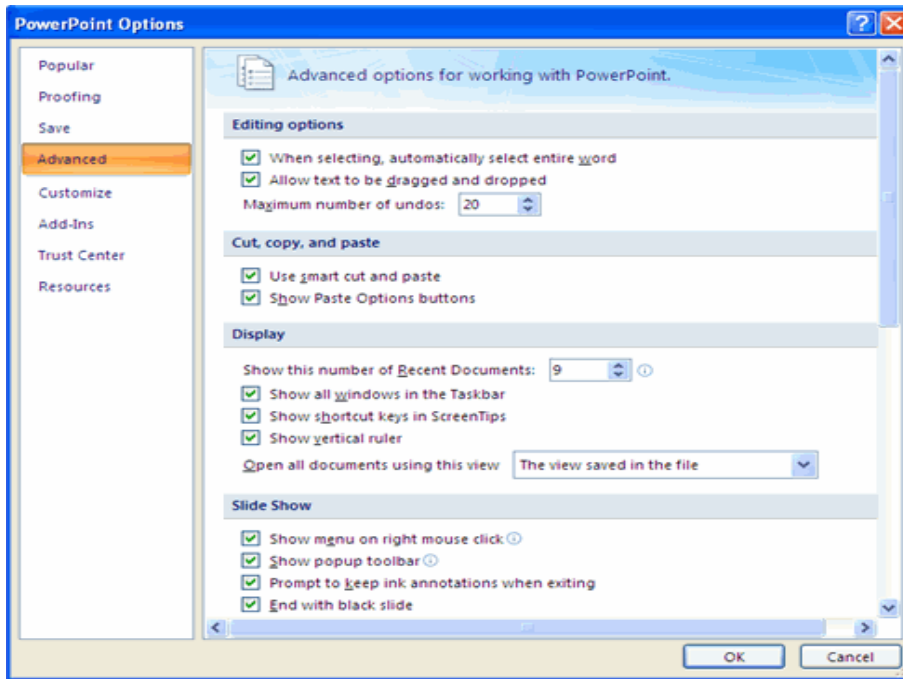 PowerPoint Options
Popular
Proofing
Save
Advanced
Customize
Add-Ins
Trust Center
Resources
Advanced options for working with PowerPoint.
Editing options
When selecting, automatically select entire word
Allow text to be dragged and dropped
Maximum number of undos: 20
Cut, copy, and paste
Use smart cut and paste
Show Paste Options buttons
Display
Show this number of Recent Documents: 9
Show all windows in the Taskbar
Show shortcut keys in ScreenTips
Show vertical ruler
Open all documents using this view The view saved in the file
Slide Show
Show menu on right mouse click
Show popup toolbar
Prompt to keep ink annotations when exiting
End with black slide
OK Cancel